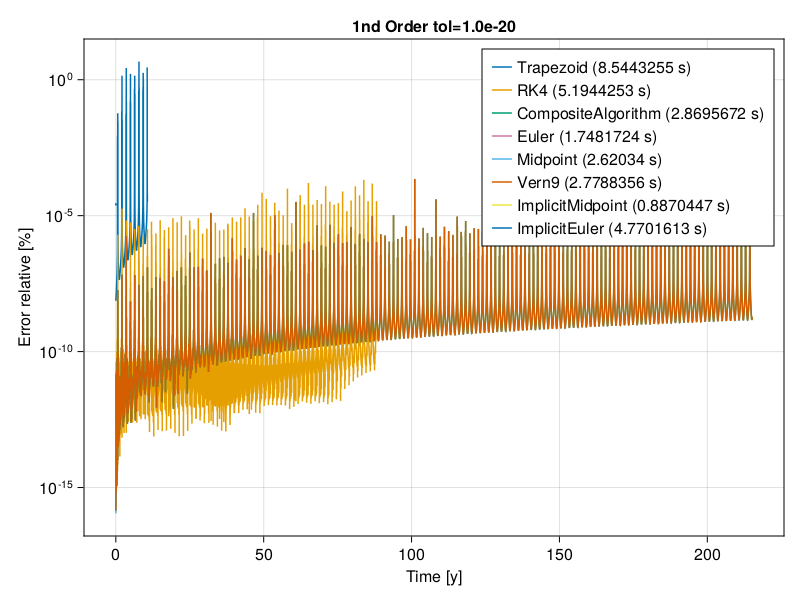 1nd Order tol=1.0e-20
Trapezoid (8.5443255 s)
RK4 (5.1944253 s)
CompositeAlgorithm (2.8695672 s)
Euler (1.7481724 s)
Midpoint (2.62034 s)
Vern9 (2.7788356 s)
ImplicitMidpoint (0.8870447 s)
ImplicitEuler (4.7701613 s)
Error relative [%]
10⁰
10⁻⁵
10⁻¹⁰
10⁻¹⁵
0 50 100 150 200
Time [y]